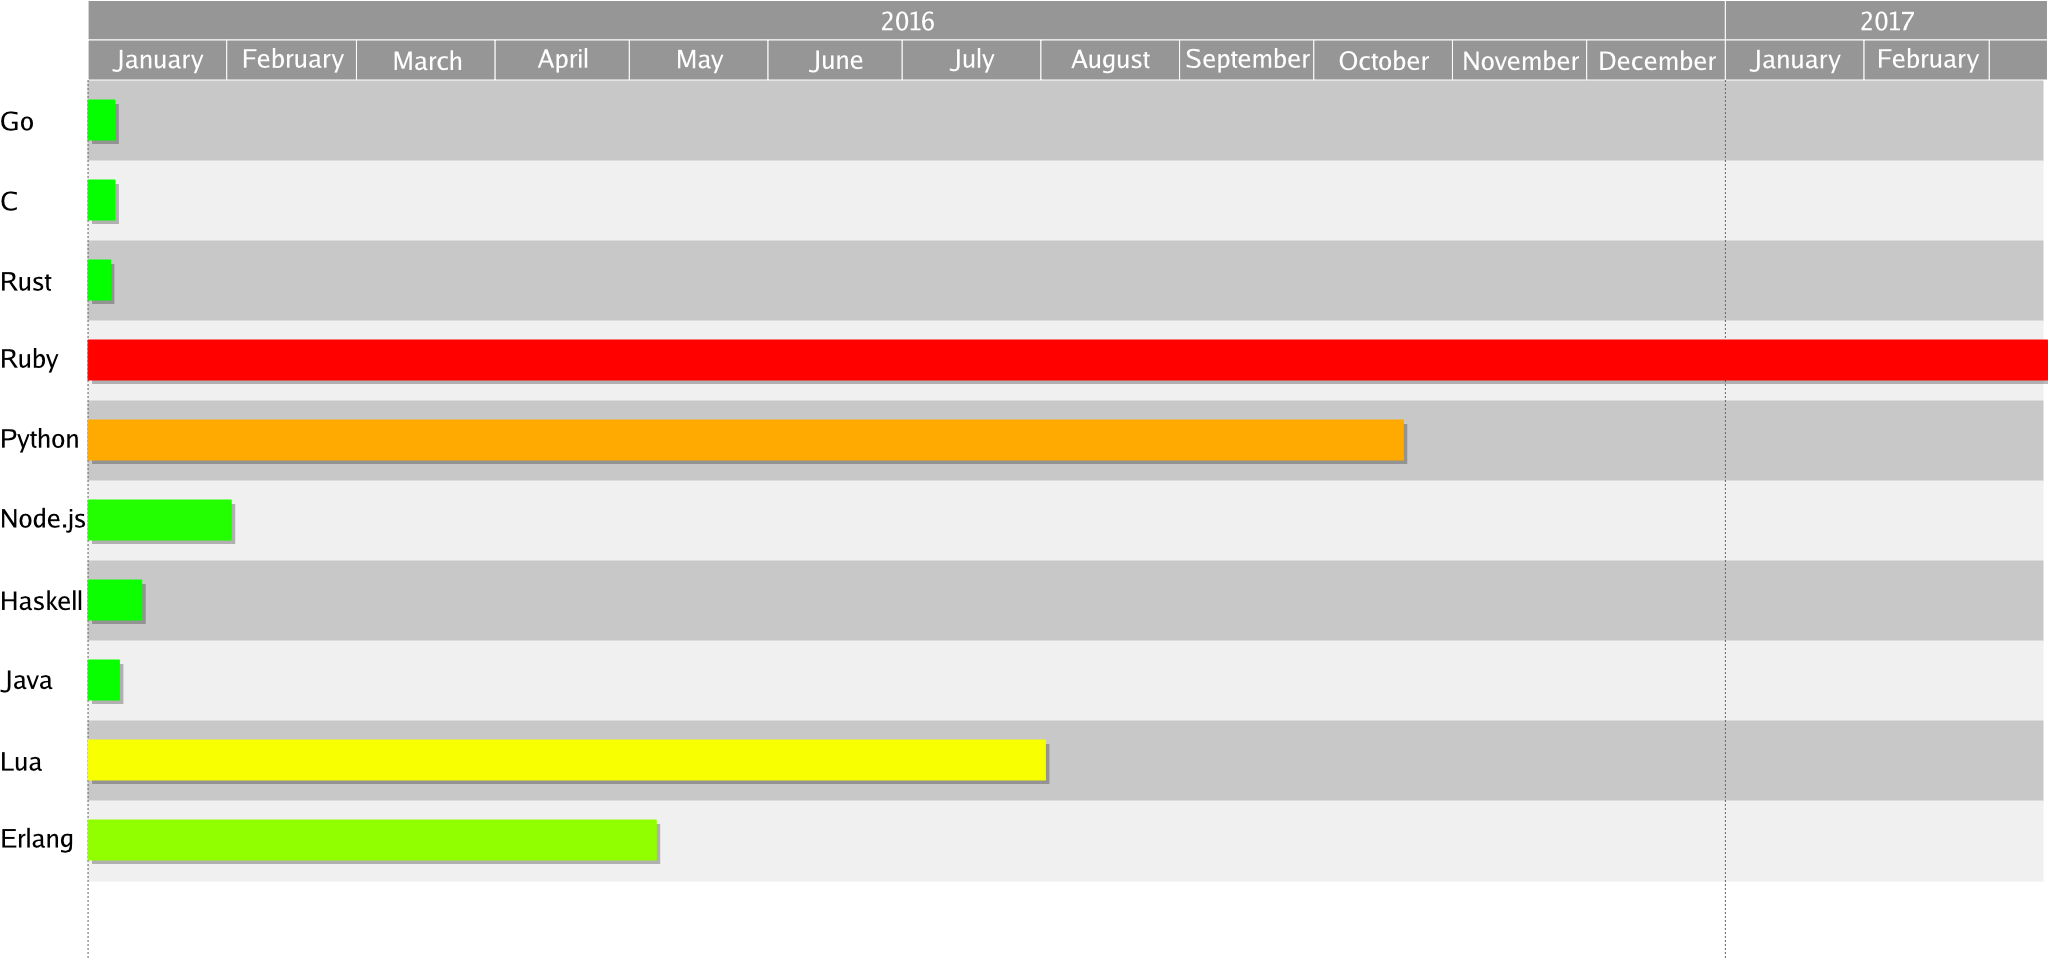 2016 2017
January February March April May June July August September October November December January February
Go
C
Rust
Ruby
Python
Node.js
Haskell
Java
Lua
Erlang